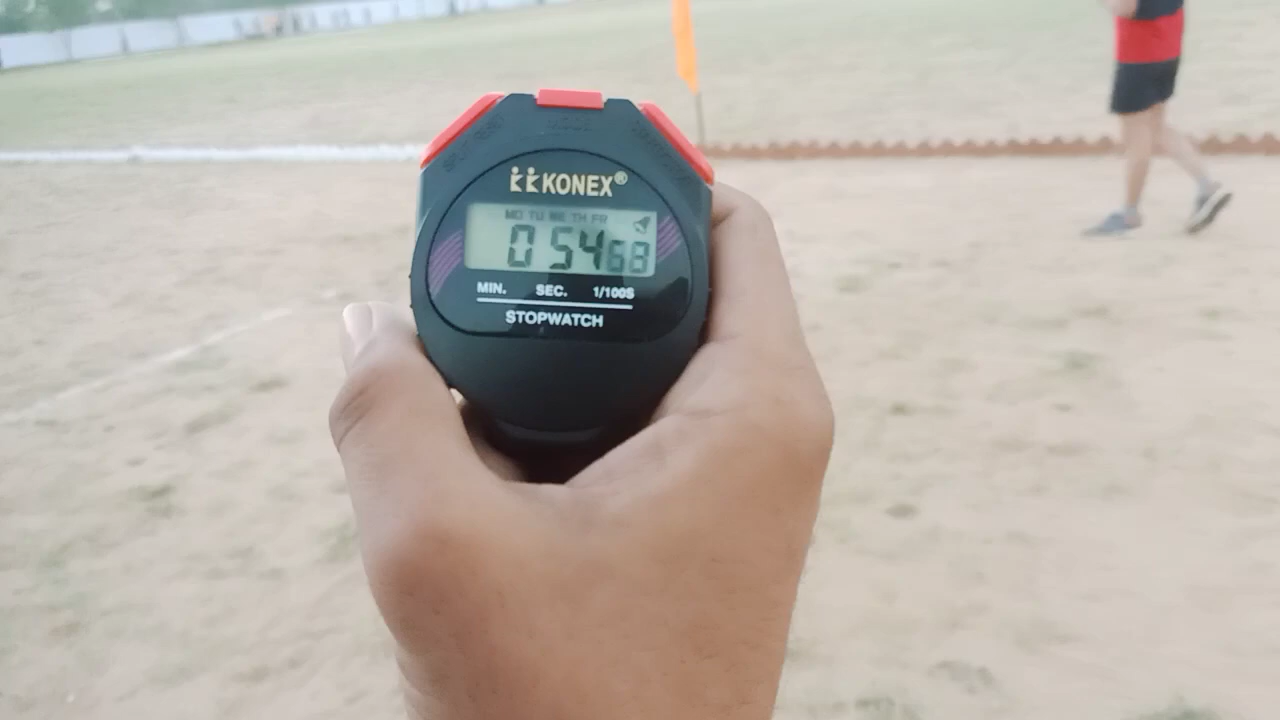 KONEX®
MO TU WE TH FR
0 54 68
MIN. SEC. 1/100S
STOPWATCH